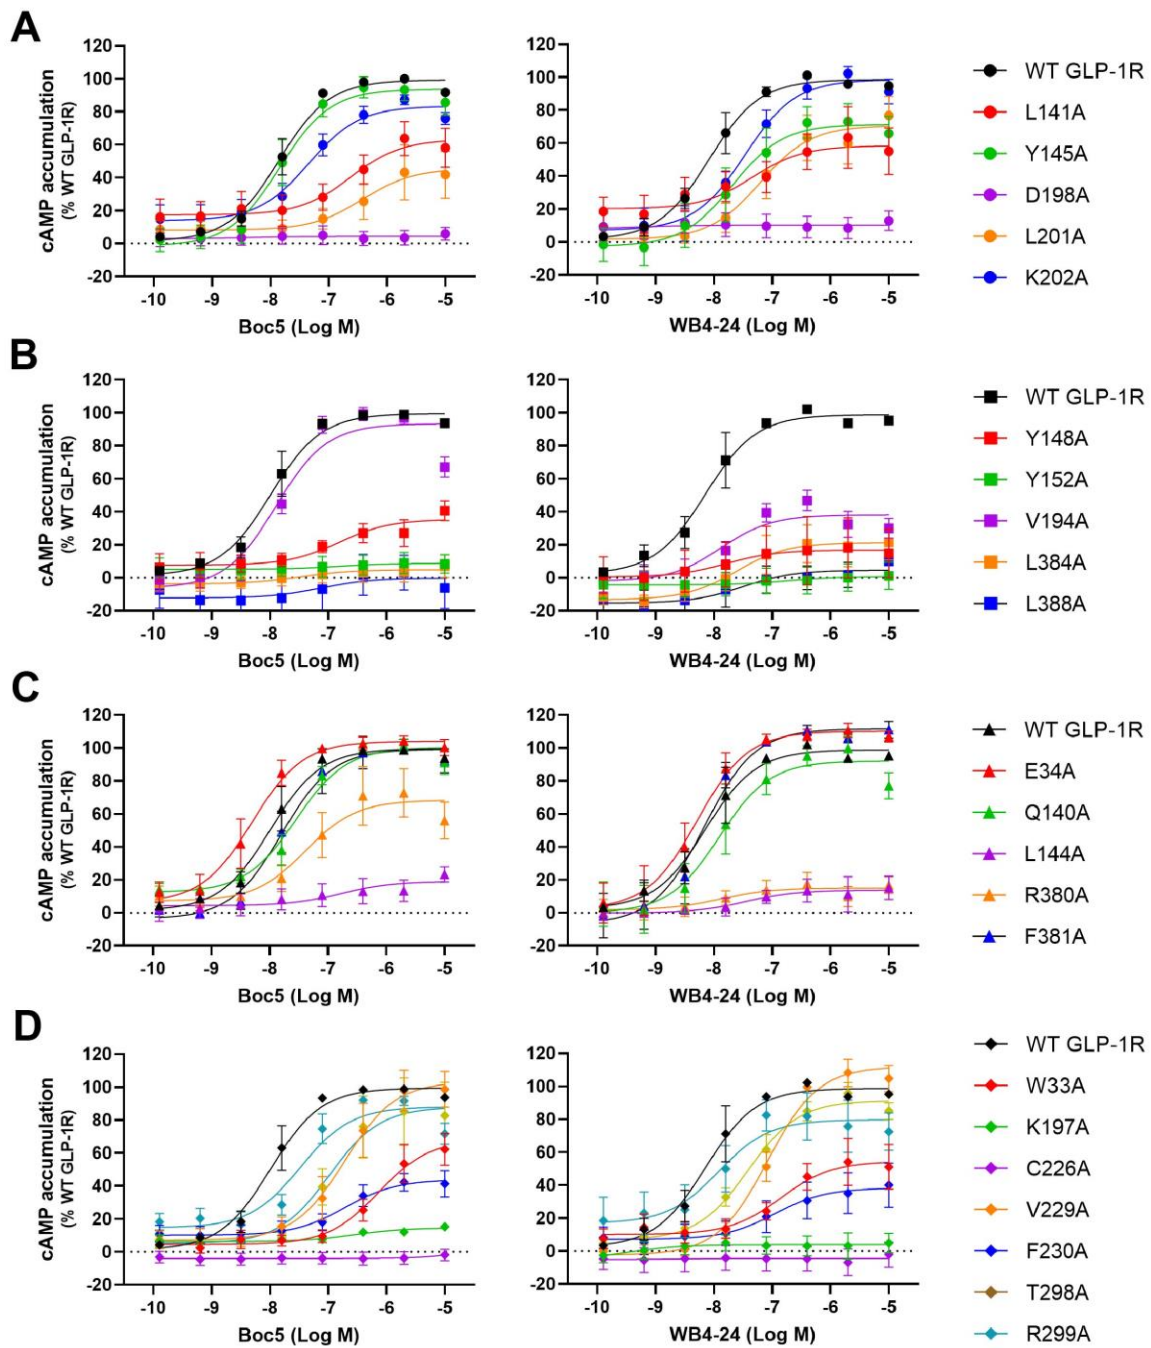 A
cAMP accumulation
(% WT GLP-1R)
120
100
80
60
40
20
0
-20
-10 -9 -8 -7 -6 -5
Boc5 (Log M)
120
100
80
60
40
20
0
-20
-10 -9 -8 -7 -6 -5
WB4-24 (Log M)
WT GLP-1R
L141A
Y145A
D198A
L201A
K202A
B
cAMP accumulation
(% WT GLP-1R)
120
100
80
60
40
20
0
-20
-10 -9 -8 -7 -6 -5
Boc5 (Log M)
120
100
80
60
40
20
0
-20
-10 -9 -8 -7 -6 -5
WB4-24 (Log M)
WT GLP-1R
Y148A
Y152A
V194A
L384A
L388A
C
cAMP accumulation
(% WT GLP-1R)
120
100
80
60
40
20
0
-20
-10 -9 -8 -7 -6 -5
Boc5 (Log M)
120
100
80
60
40
20
0
-20
-10 -9 -8 -7 -6 -5
WB4-24 (Log M)
WT GLP-1R
E34A
Q140A
L144A
R380A
F381A
D
cAMP accumulation
(% WT GLP-1R)
120
100
80
60
40
20
0
-20
-10 -9 -8 -7 -6 -5
Boc5 (Log M)
120
100
80
60
40
20
0
-20
-10 -9 -8 -7 -6 -5
WB4-24 (Log M)
WT GLP-1R
W33A
K197A
C226A
V229A
F230A
T298A
R299A